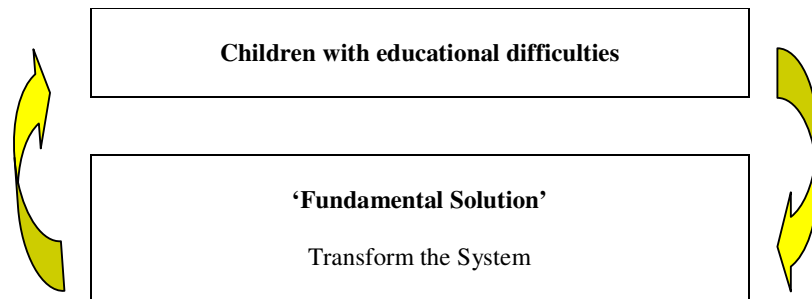 Children with educational difficulties
‘Fundamental Solution’
Transform the System